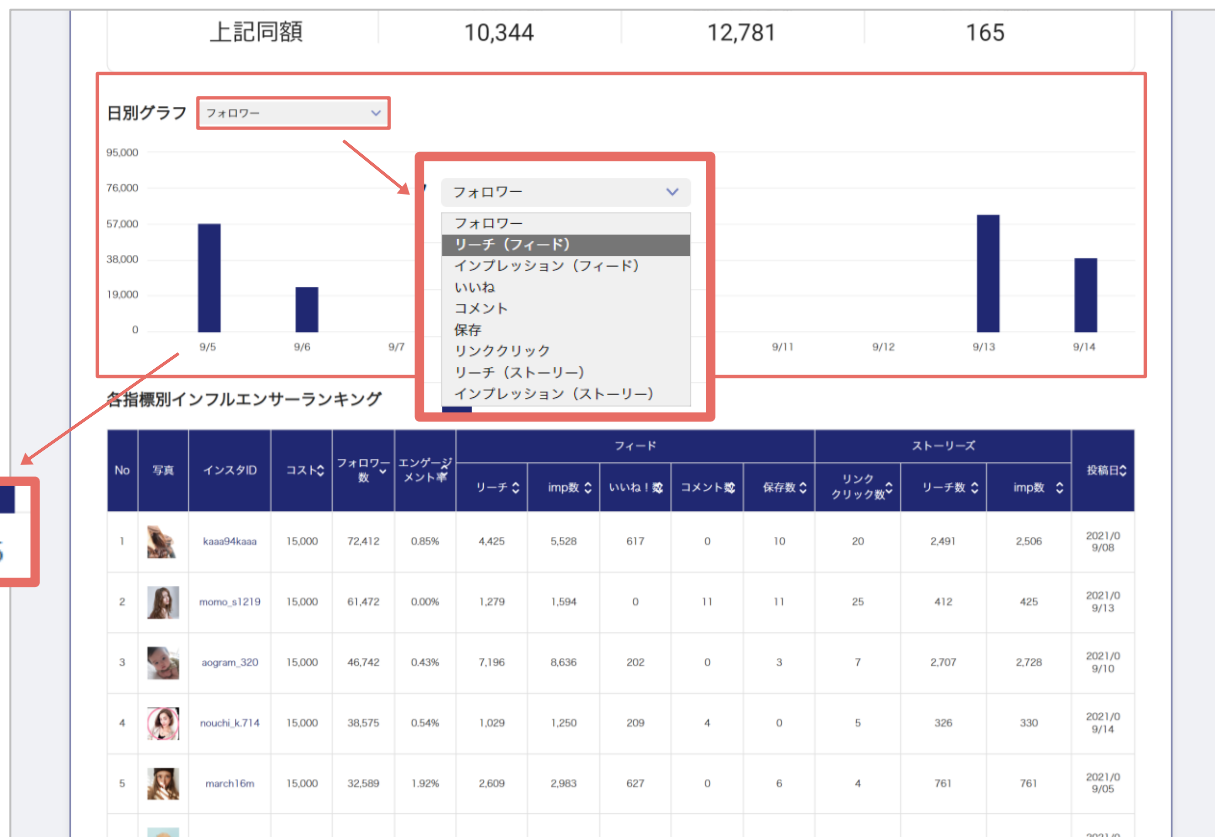 上記同額 10,344 12,781 165
日別グラフ フォロワー
95,000
76,000
57,000
38,000
19,000
0
9/5 9/6 9/7 9/11 9/12 9/13 9/14
フォロワー
フォロワー
リーチ（フィード）
インプレッション（フィード）
いいね
コメント
保存
リンククリック
リーチ（ストーリー）
インプレッション（ストーリー）
各指標別インフルエンサーランキング
No 写真 インスタID コスト フォロワー数 エンゲージメント率 フィード ストーリーズ 投稿日
リーチ imp数 いいね！数 コメント数 保存数 リンククリック数 リーチ数 imp数
1 kaaa94kaaa 15,000 72,412 0.85% 4,425 5,528 617 0 10 20 2,491 2,506 2021/09/08
2 momo_s1219 15,000 61,472 0.00% 1,279 1,594 0 11 11 25 412 425 2021/09/13
3 aogram_320 15,000 46,742 0.43% 7,196 8,636 202 0 3 7 2,707 2,728 2021/09/10
4 nouchi_k.714 15,000 38,575 0.54% 1,029 1,250 209 4 0 5 326 330 2021/09/14
5 march16m 15,000 32,589 1.92% 2,609 2,983 627 0 6 4 761 761 2021/09/05